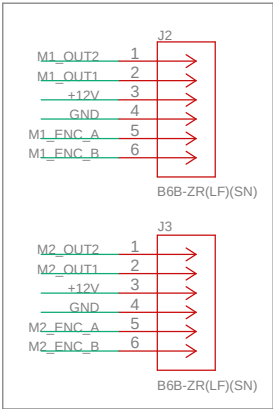 J2
M1_OUT2 1
M1_OUT1 2
+12V 3
GND 4
M1_ENC_A 5
M1_ENC_B 6
B6B-ZR(LF)(SN)
J3
M2_OUT2 1
M2_OUT1 2
+12V 3
GND 4
M2_ENC_A 5
M2_ENC_B 6
B6B-ZR(LF)(SN)